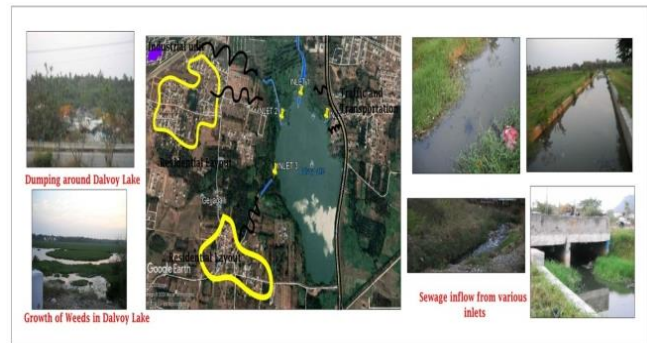 Industrial unit
INLET 1
Traffic and
Transportation
INLET 2
Residential Layout
INLET 3
Gejjagalli
Residential Layout
Google Earth
Dumping around Dalvoy Lake
Growth of Weeds in Dalvoy Lake
Sewage inflow from various
inlets